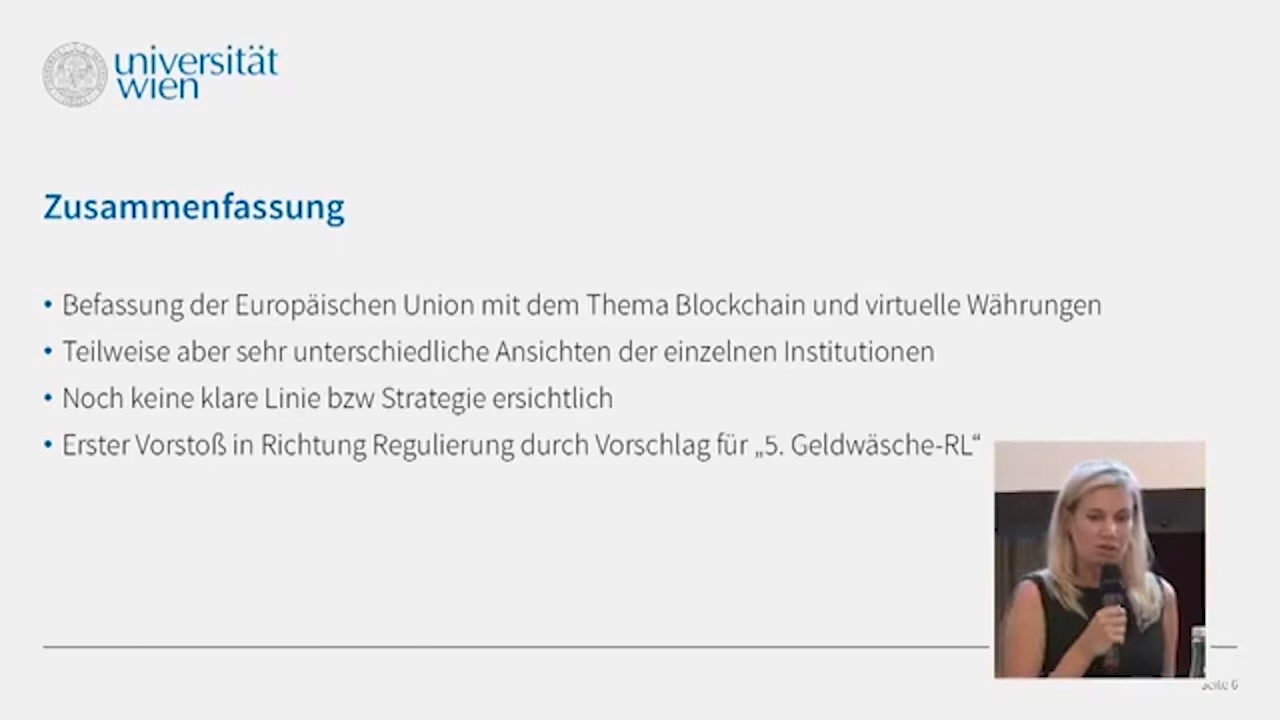 universität
wien
Zusammenfassung
• Befassung der Europäischen Union mit dem Thema Blockchain und virtuelle Währungen
• Teilweise aber sehr unterschiedliche Ansichten der einzelnen Institutionen
• Noch keine klare Linie bzw Strategie ersichtlich
• Erster Vorstoß in Richtung Regulierung durch Vorschlag für „5. Geldwäsche-RL“
Seite 6